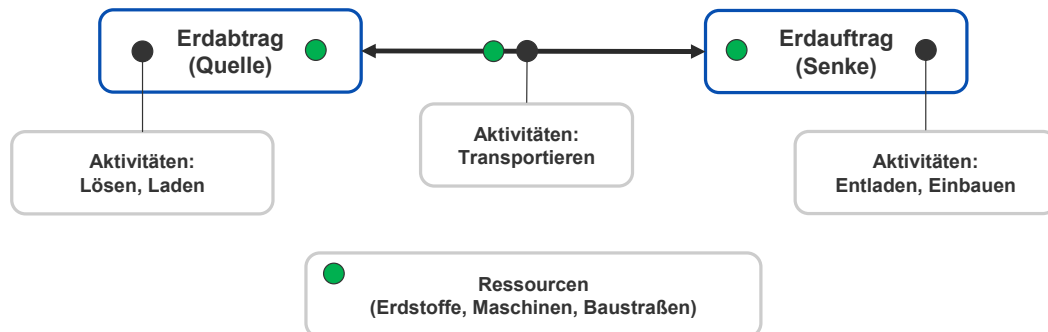 Erdabtrag
(Quelle)
Erdauftrag
(Senke)
Aktivitäten:
Lösen, Laden
Aktivitäten:
Transportieren
Aktivitäten:
Entladen, Einbauen
Ressourcen
(Erdstoffe, Maschinen, Baustraßen)